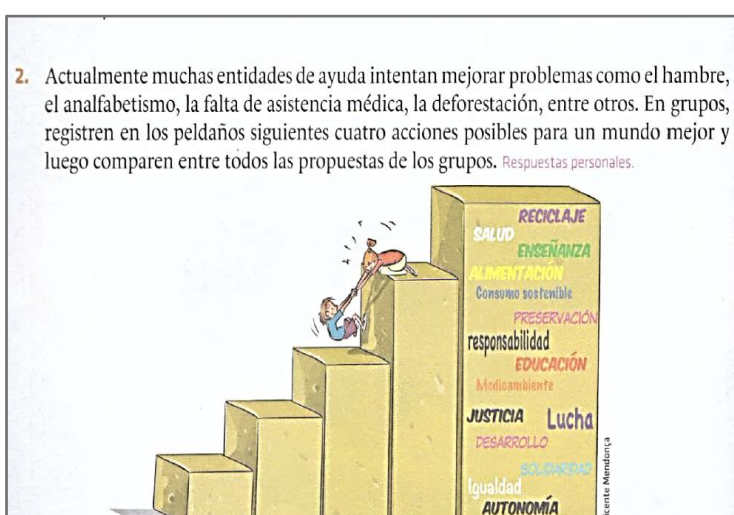 2. Actualmente muchas entidades de ayuda intentan mejorar problemas como el hambre,
el analfabetismo, la falta de asistencia médica, la deforestación, entre otros. En grupos,
registren en los peldaños siguientes cuatro acciones posibles para un mundo mejor y
luego comparen entre todos las propuestas de los grupos. Respuestas personales.
RECICLAJE
SALUD
ENSEÑANZA
ALIMENTACIÓN
Consumo sostenible
PRESERVACIÓN
responsabilidad
EDUCACIÓN
Medioambiente
JUSTICIA Lucha
DESARROLLO
SOLIDARIDAD
Igualdad
AUTONOMÍA
icente Mendonça